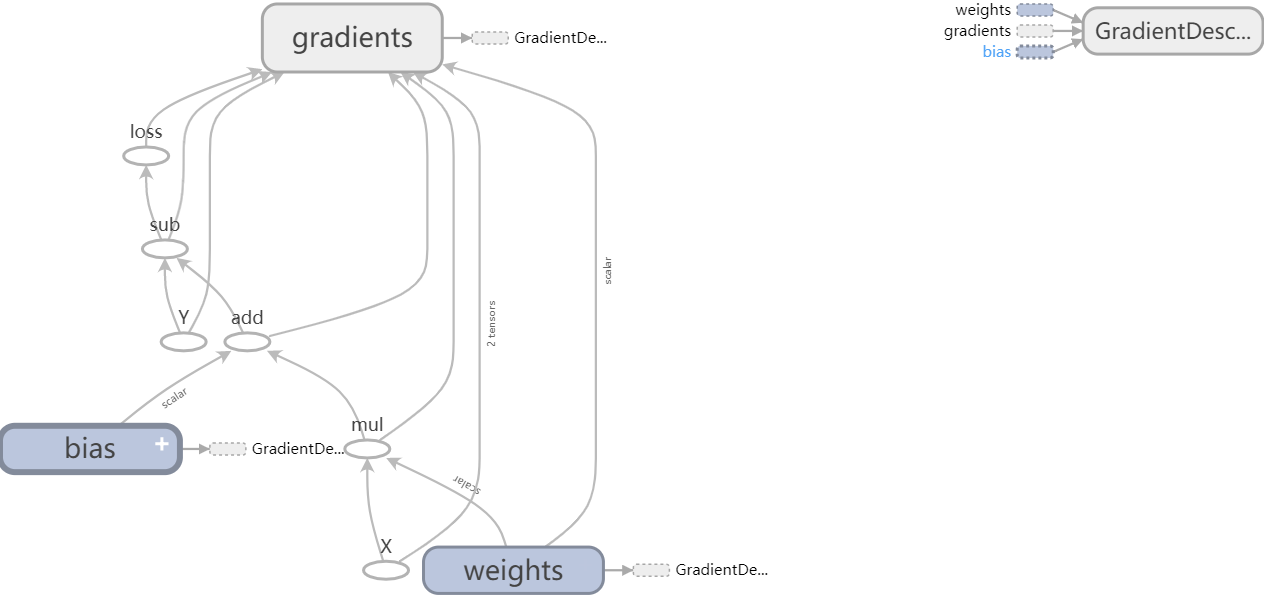 gradients
GradientDe...
weights
gradients
bias
GradientDesc...
loss
sub
scalar
2 tensors
Y
add
scalar
mul
bias
+
GradientDe...
scalar
X
weights
GradientDe...